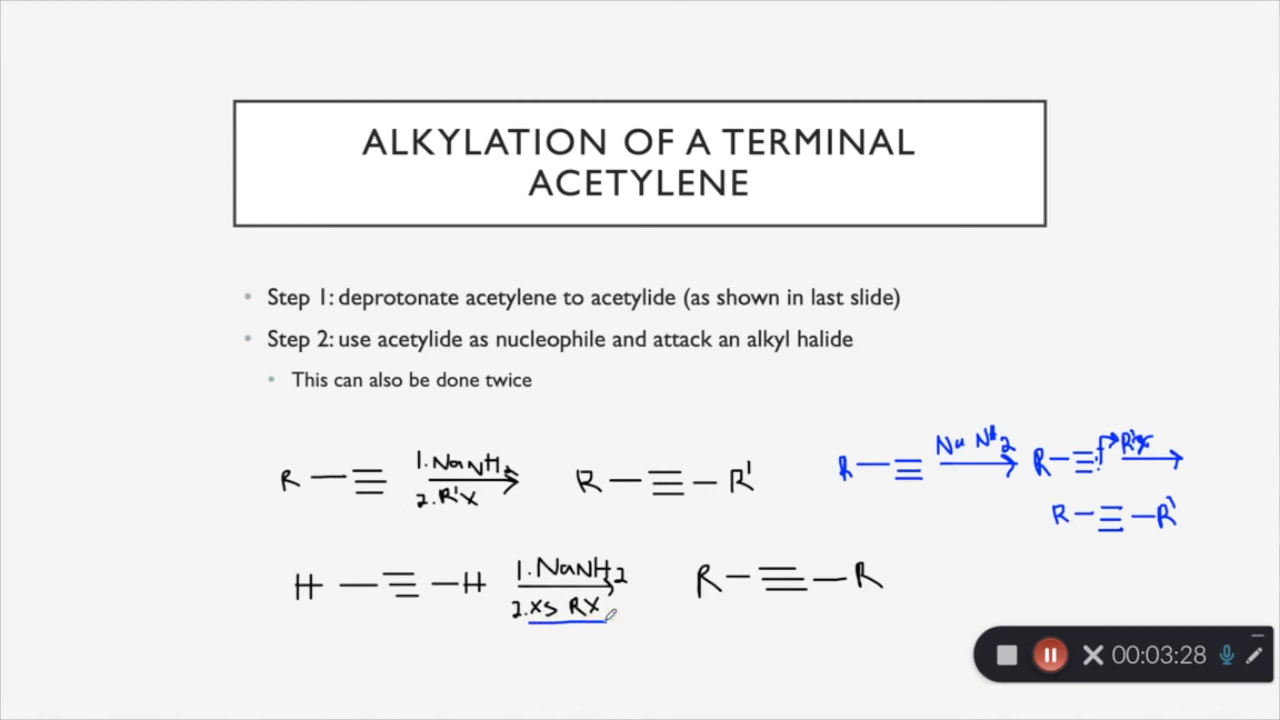 ALKYLATION OF A TERMINAL
ACETYLENE
• Step 1: deprotonate acetylene to acetylide (as shown in last slide)
• Step 2: use acetylide as nucleophile and attack an alkyl halide
• This can also be done twice
R—≡ 1. NaNH2 R—≡—R'
2. R'X
R—≡ NaNH2 R—≡: R'X
R—≡—R'
H—≡—H 1. NaNH2 R—≡—R
2. XS RX
00:03:28